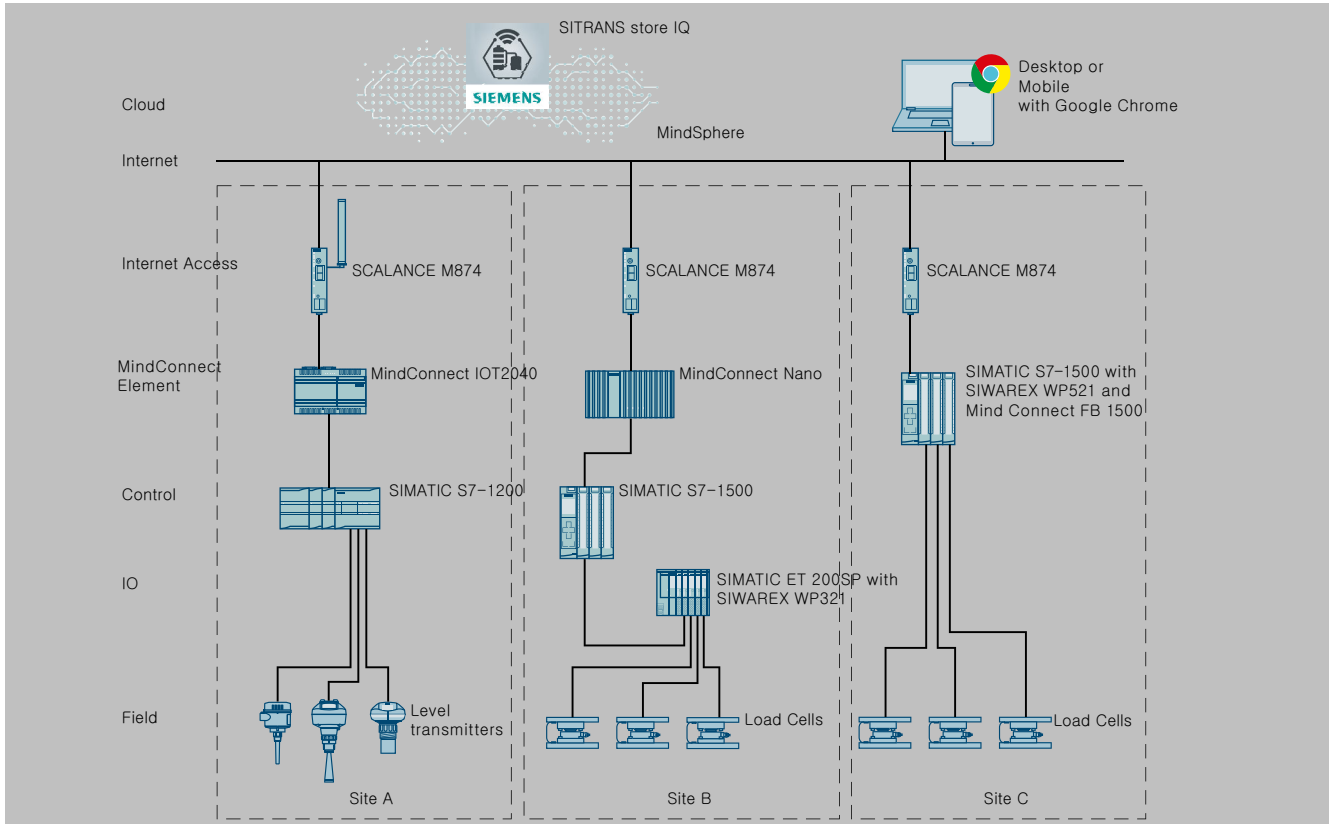 SITRANS store IQ
SIEMENS
Desktop or
Mobile
with Google Chrome
Cloud
MindSphere
Internet
Internet Access
SCALANCE M874
SCALANCE M874
SCALANCE M874
MindConnect
Element
MindConnect IOT2040
MindConnect Nano
SIMATIC S7-1500 with
SIWAREX WP521 and
Mind Connect FB 1500
Control
SIMATIC S7-1200
SIMATIC S7-1500
IO
SIMATIC ET 200SP with
SIWAREX WP321
Field
Level
transmitters
Load Cells
Load Cells
Site A
Site B
Site C